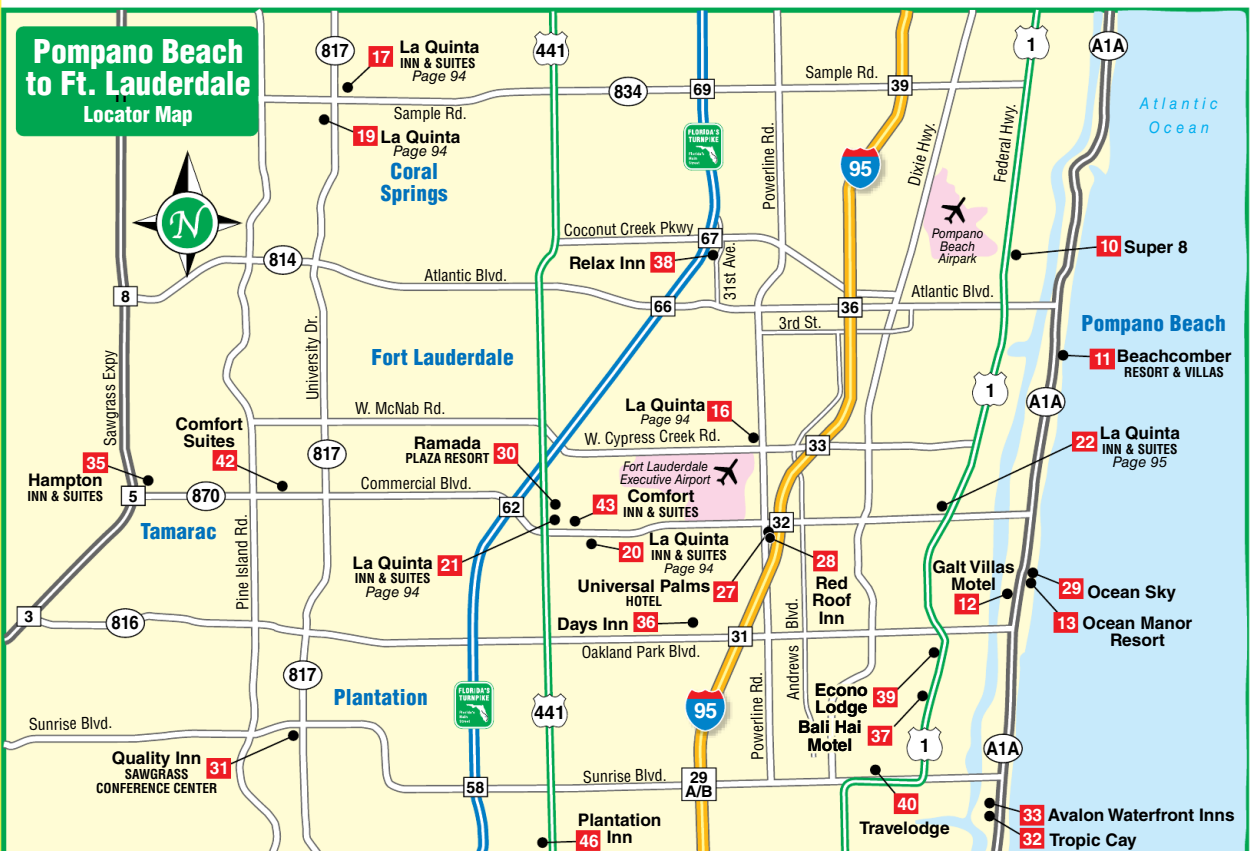 Pompano Beach
to Ft. Lauderdale
Locator Map
817
17 La Quinta
INN & SUITES
Page 94
441
1
A1A
Sample Rd.
834
69
39
Sample Rd.
Atlantic
Ocean
19 La Quinta
Page 94
Coral
Springs
FLORIDA'S
TURNPIKE
95
Powerline Rd.
Dixie Hwy.
Federal Hwy.
N
Pompano
Beach
Airpark
Coconut Creek Pkwy
67
10 Super 8
814
Relax Inn 38
31st Ave.
Atlantic Blvd.
8
66
36
Atlantic Blvd.
3rd St.
Pompano Beach
University Dr.
Fort Lauderdale
11 Beachcomber
RESORT & VILLAS
Sawgrass Expy
1
A1A
W. McNab Rd.
La Quinta 16
Page 94
W. Cypress Creek Rd.
33
Comfort
Suites
42
817
Ramada
PLAZA RESORT
30
Fort Lauderdale
Executive Airport
22 La Quinta
INN & SUITES
Page 95
35
Hampton
INN & SUITES
5
870
Commercial Blvd.
62
43 Comfort
INN & SUITES
32
Tamarac
Pine Island Rd.
La Quinta 21
INN & SUITES
Page 94
20 La Quinta
INN & SUITES
Page 94
Universal Palms 27
HOTEL
28
Red
Roof
Inn
Galt Villas
Motel
12
29 Ocean Sky
13 Ocean Manor
Resort
3
816
Days Inn 36
31
Oakland Park Blvd.
Andrews Blvd.
817
Plantation
FLORIDA'S
TURNPIKE
441
95
Powerline Rd.
Econo
Lodge
39
Bali Hai
Motel
37
1
A1A
Sunrise Blvd.
Quality Inn 31
SAWGRASS
CONFERENCE CENTER
58
Sunrise Blvd.
29
A/B
40
Travelodge
33 Avalon Waterfront Inns
32 Tropic Cay
Plantation
Inn
46